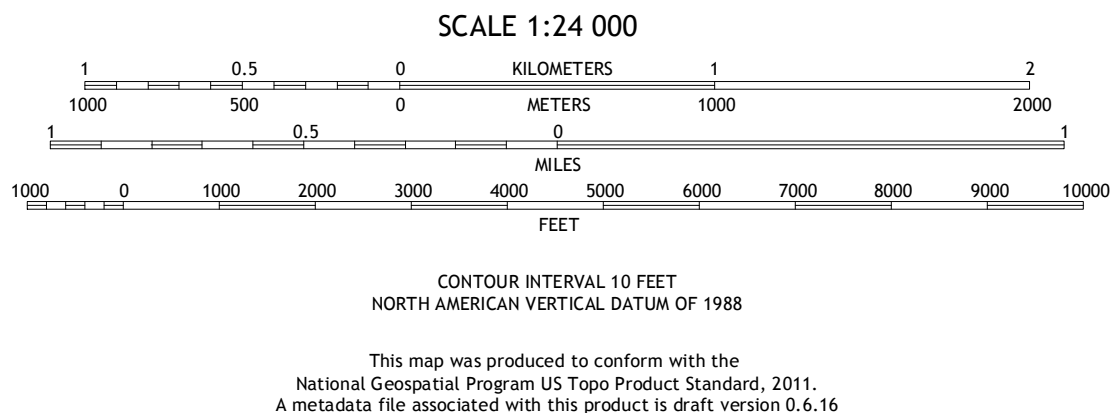 SCALE 1:24 000
1 0.5 0 KILOMETERS 1 2
1000 500 0 METERS 1000 2000
1 0.5 0 1
MILES
1000 0 1000 2000 3000 4000 5000 6000 7000 8000 9000 10000
FEET
CONTOUR INTERVAL 10 FEET
NORTH AMERICAN VERTICAL DATUM OF 1988
This map was produced to conform with the
National Geospatial Program US Topo Product Standard, 2011.
A metadata file associated with this product is draft version 0.6.16